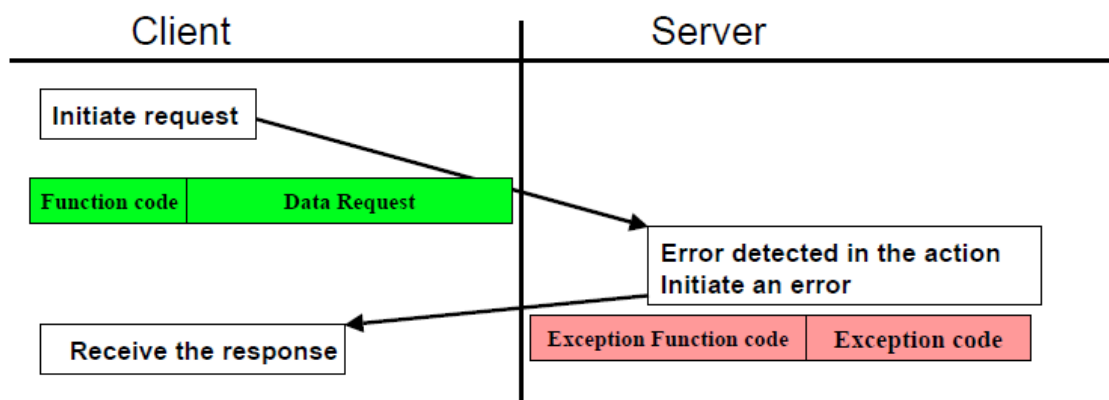 Client
Server
Initiate request
Function code
Data Request
Error detected in the action
Initiate an error
Exception Function code
Exception code
Receive the response